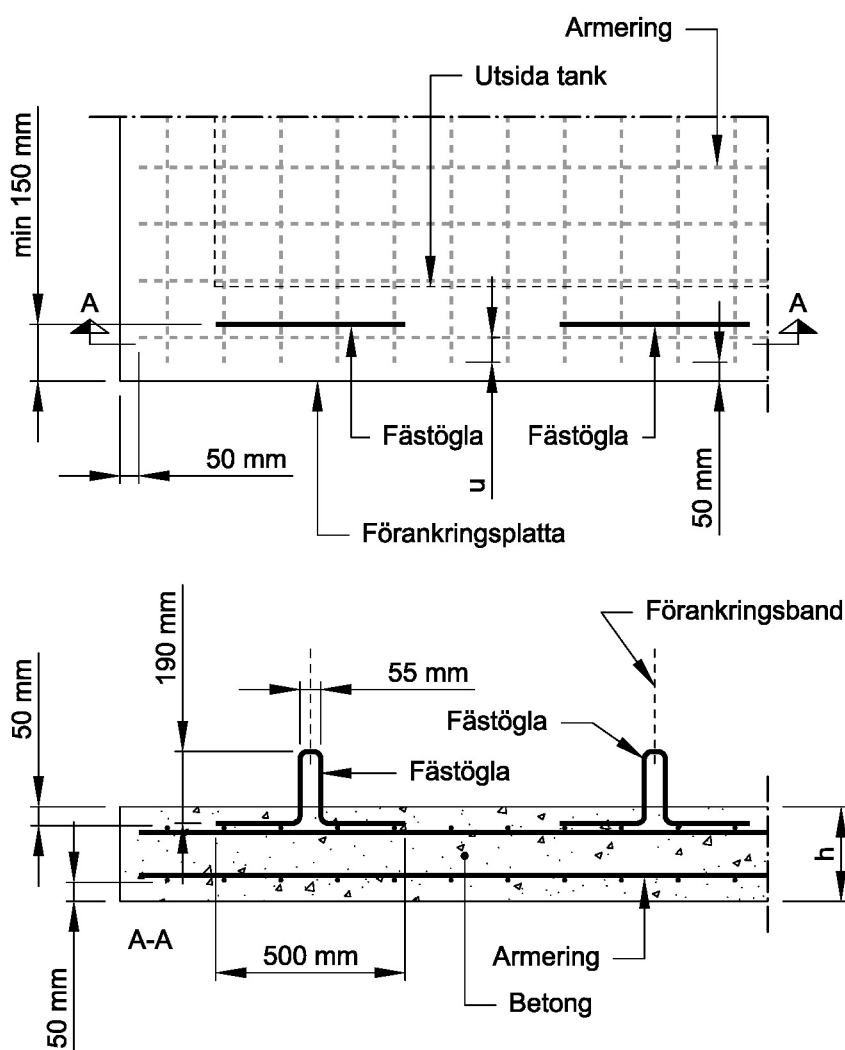 Armering
Utsida tank
min 150 mm
A
A
Fästögla
Fästögla
50 mm
u
50 mm
Förankringsplatta
190 mm
Förankringsband
55 mm
50 mm
Fästögla
Fästögla
h
A-A
500 mm
Armering
Betong
50 mm